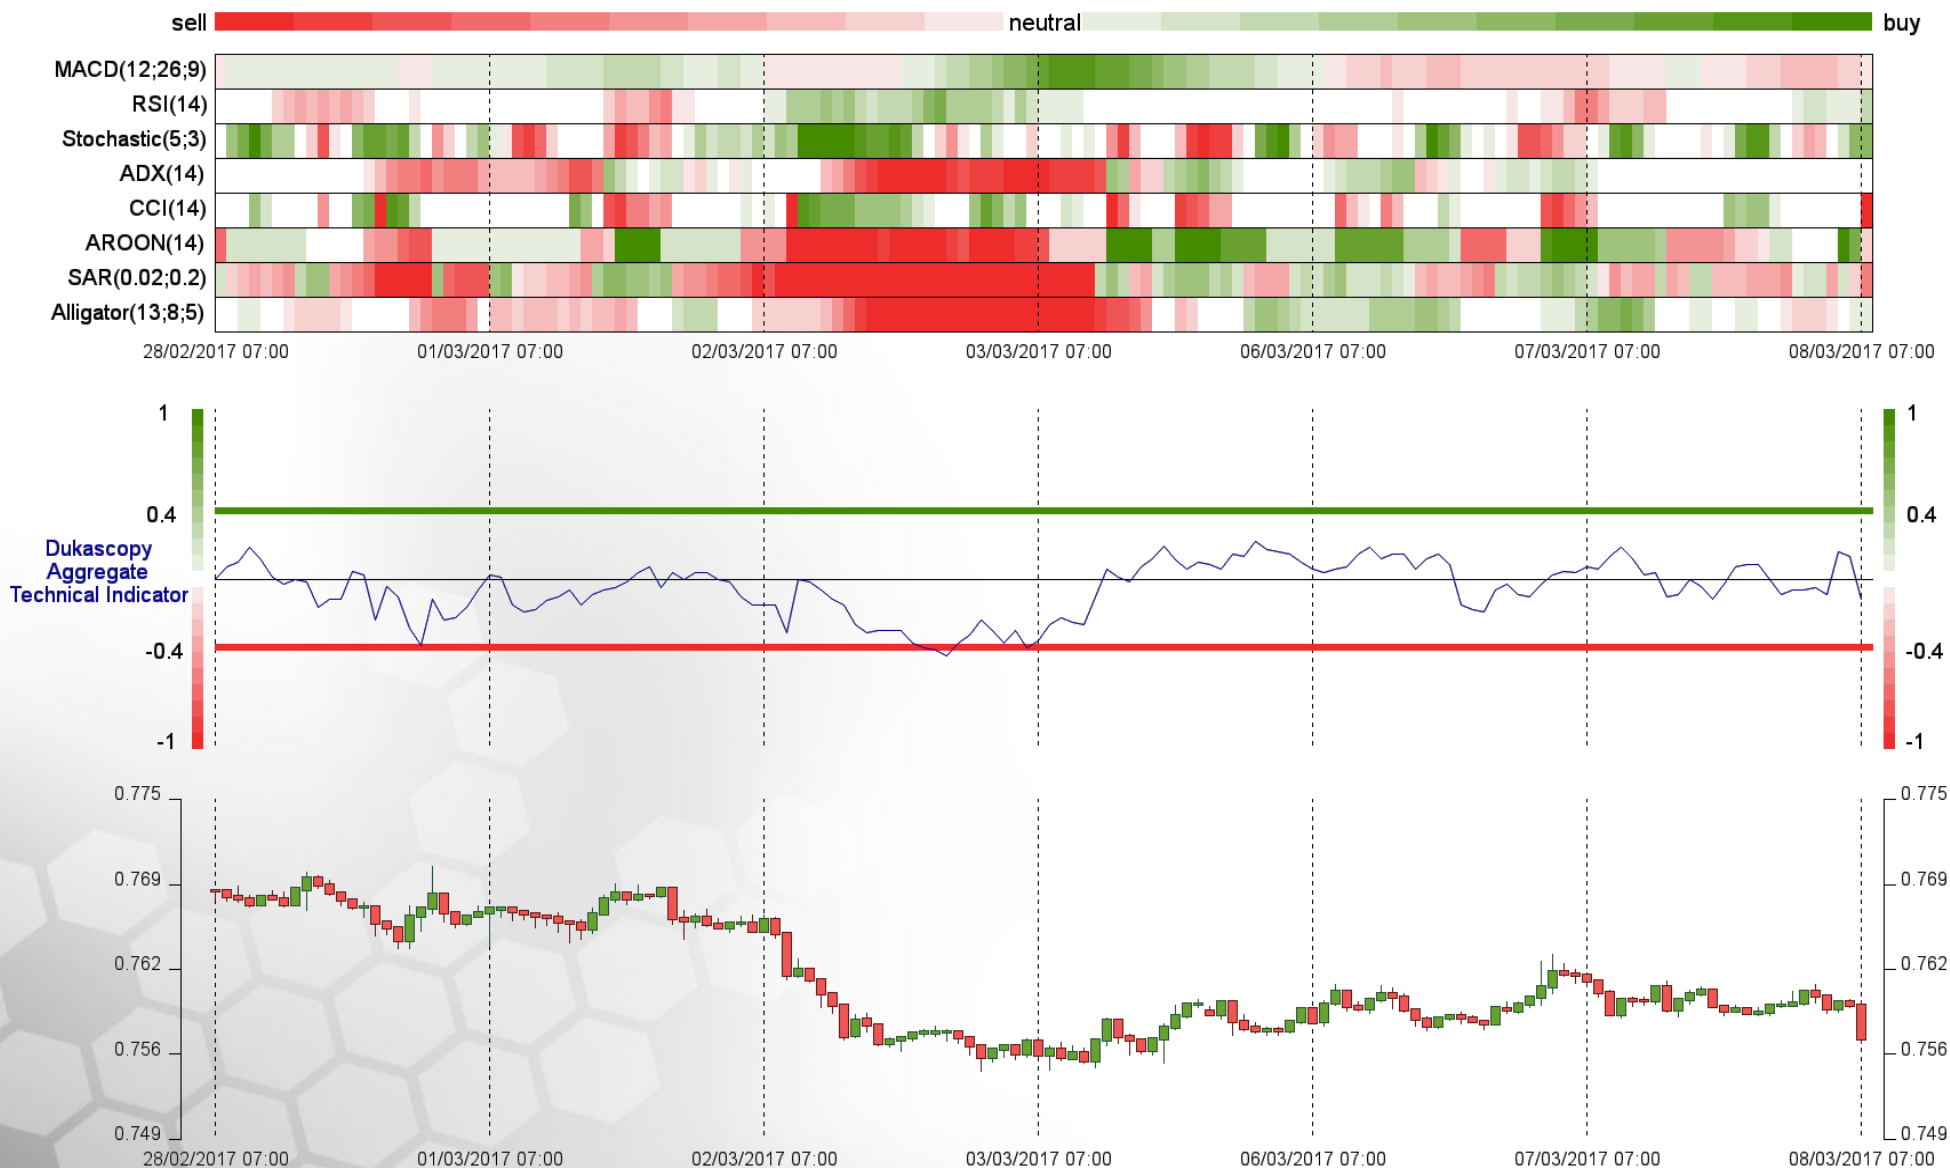 sell neutral buy
MACD(12;26;9)
RSI(14)
Stochastic(5;3)
ADX(14)
CCI(14)
AROON(14)
SAR(0.02;0.2)
Alligator(13;8;5)
28/02/2017 07:00 01/03/2017 07:00 02/03/2017 07:00 03/03/2017 07:00 06/03/2017 07:00 07/03/2017 07:00 08/03/2017 07:00
1 1
0.4 0.4
Dukascopy
Aggregate
Technical Indicator
-0.4 -0.4
-1 -1
0.775 0.775
0.769 0.769
0.762 0.762
0.756 0.756
0.749 0.749
28/02/2017 07:00 01/03/2017 07:00 02/03/2017 07:00 03/03/2017 07:00 06/03/2017 07:00 07/03/2017 07:00 08/03/2017 07:00